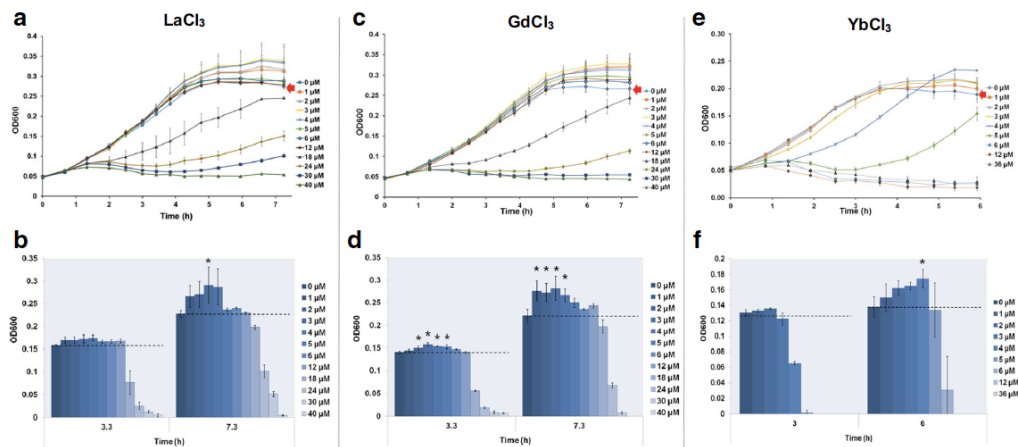 a
LaCl₃
OD600
0.4
0.35
0.3
0.25
0.2
0.15
0.1
0.05
0
0 1 2 3 4 5 6 7
Time (h)
0 µM
1 µM
2 µM
3 µM
4 µM
5 µM
6 µM
12 µM
18 µM
24 µM
30 µM
40 µM
c
GdCl₃
OD600
0.4
0.35
0.3
0.25
0.2
0.15
0.1
0.05
0
0 1 2 3 4 5 6 7
Time (h)
0 µM
1 µM
2 µM
3 µM
4 µM
5 µM
6 µM
12 µM
18 µM
24 µM
30 µM
40 µM
e
YbCl₃
OD600
0.3
0.25
0.2
0.15
0.1
0.05
0
0 1 2 3 4 5 6
Time (h)
0 µM
1 µM
2 µM
3 µM
4 µM
5 µM
6 µM
12 µM
36 µM
b
OD600
0.35
0.3
0.25
0.2
0.15
0.1
0.05
0
*
3.3 7.3
Time (h)
0 µM
1 µM
2 µM
3 µM
4 µM
5 µM
6 µM
12 µM
18 µM
24 µM
30 µM
40 µM
d
OD600
0.35
0.3
0.25
0.2
0.15
0.1
0.05
0
* * * *
* * * *
3.3 7.3
Time (h)
0 µM
1 µM
2 µM
3 µM
4 µM
5 µM
6 µM
12 µM
18 µM
24 µM
30 µM
40 µM
f
OD600
0.2
0.18
0.16
0.14
0.12
0.1
0.08
0.06
0.04
0.02
0
*
3 6
Time (h)
0 µM
1 µM
2 µM
3 µM
4 µM
5 µM
6 µM
12 µM
36 µM